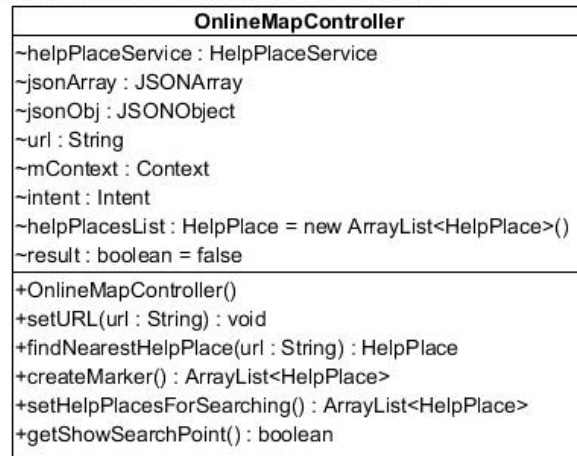 OnlineMapController
~helpPlaceService : HelpPlaceService
~jsonArray : JSONArray
~jsonObj : JSONObject
~url : String
~mContext : Context
~intent : Intent
~helpPlacesList : HelpPlace = new ArrayList<HelpPlace>()
~result : boolean = false
+OnlineMapController()
+setURL(url : String) : void
+findNearestHelpPlace(url : String) : HelpPlace
+createMarker() : ArrayList<HelpPlace>
+setHelpPlacesForSearching() : ArrayList<HelpPlace>
+getShowSearchPoint() : boolean